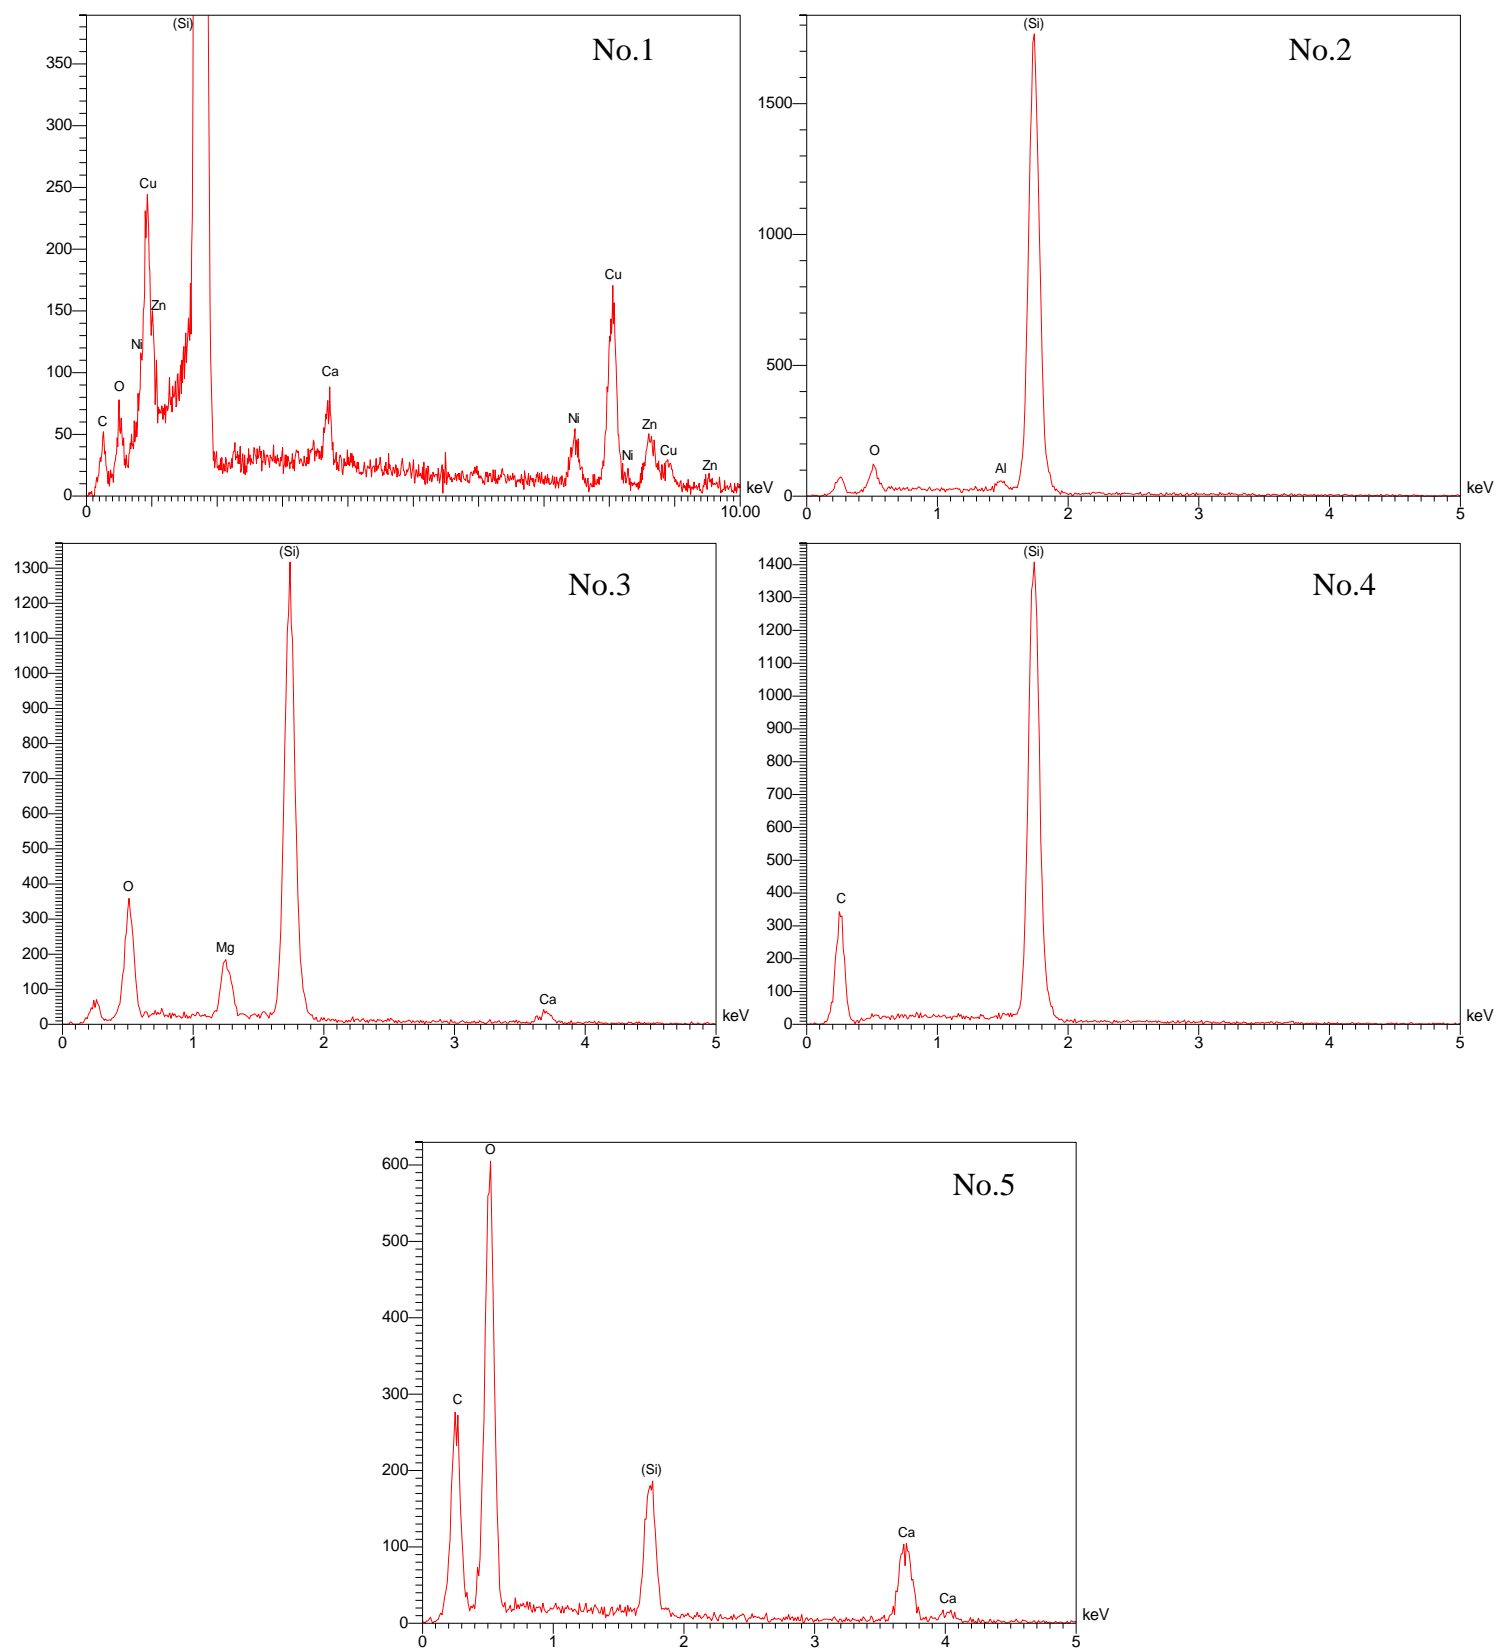 (Si)
No.1
350
300
250
200
150
100
50
0
Cu
Zn
Ni
O
C
Ca
Ni
Cu
Ni
Zn
Cu
Zn
keV
0
10.00
(Si)
No.2
1500
1000
500
0
O
Al
keV
0 1 2 3 4 5
(Si)
No.3
1300
1200
1100
1000
900
800
700
600
500
400
300
200
100
0
O
Mg
Ca
keV
0 1 2 3 4 5
(Si)
No.4
1400
1300
1200
1100
1000
900
800
700
600
500
400
300
200
100
0
C
keV
0 1 2 3 4 5
O
No.5
600
500
400
300
200
100
0
C
(Si)
Ca
Ca
keV
0 1 2 3 4 5